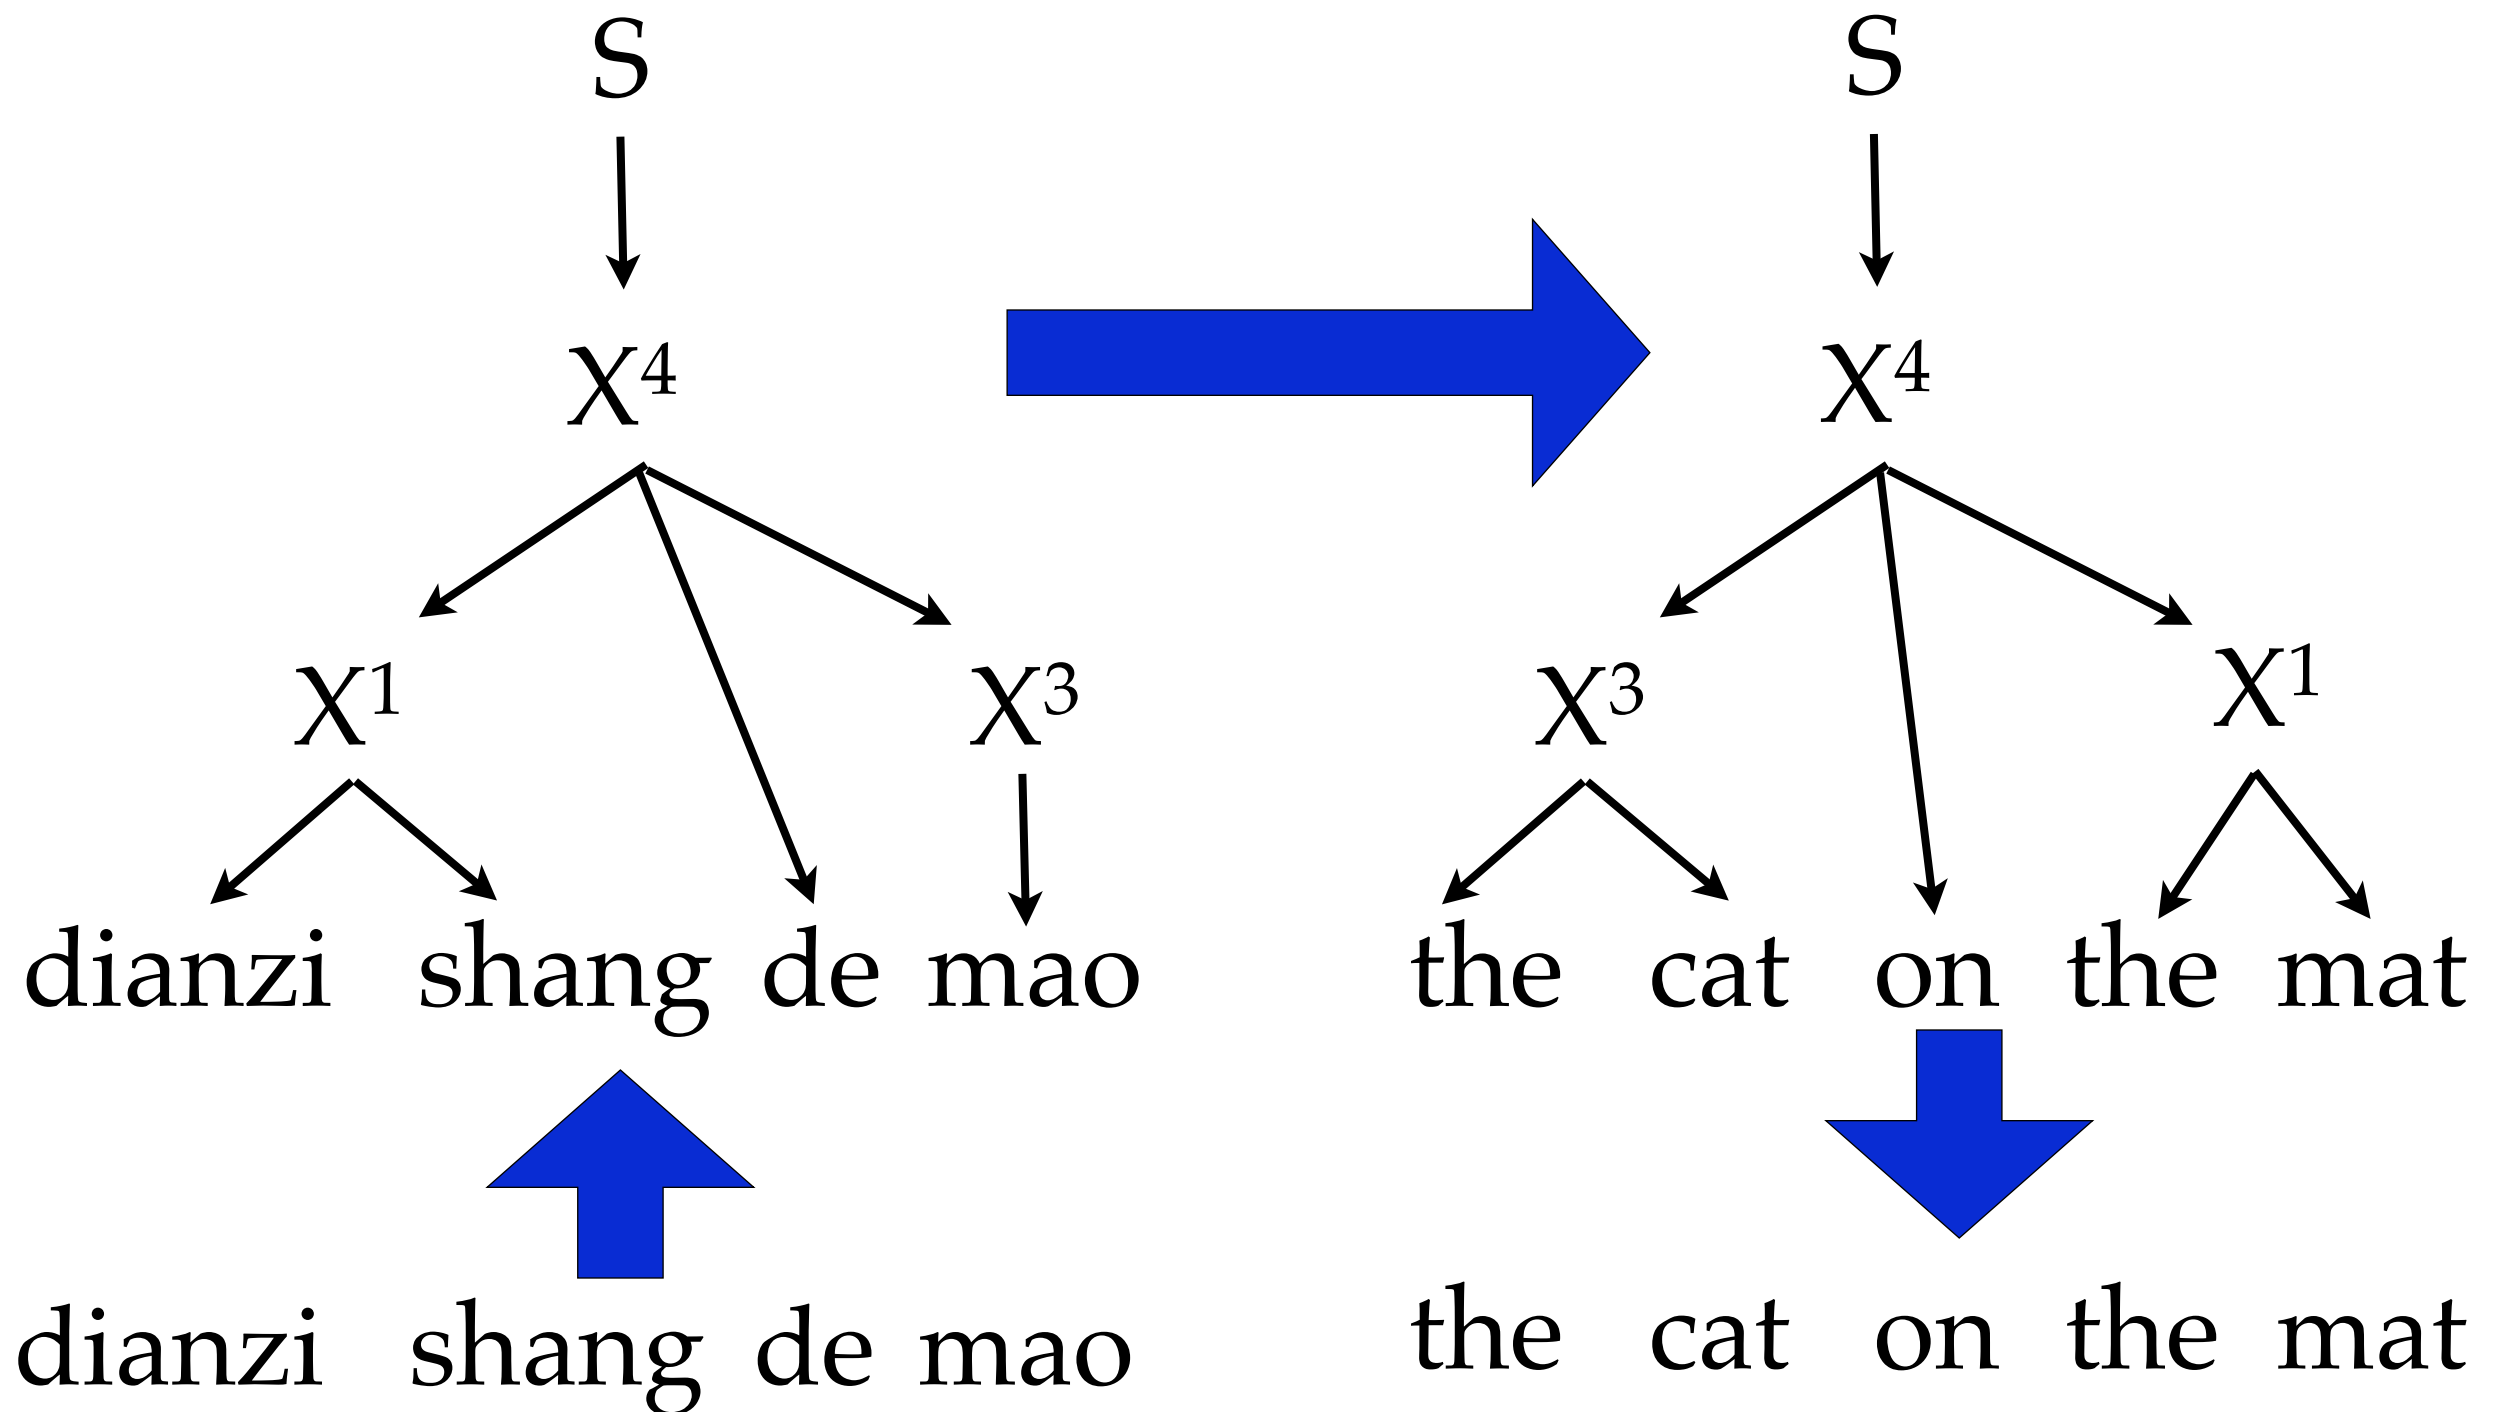 S S
X⁴ X⁴
X¹ X³ X³ X¹
dianzi shang de mao the cat on the mat
dianzi shang de mao the cat on the mat